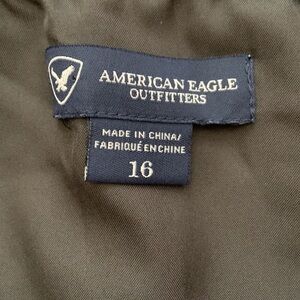 AMERICAN EAGLE
OUTFITTERS
MADE IN CHINA/
FABRIQUÉ EN CHINE
16